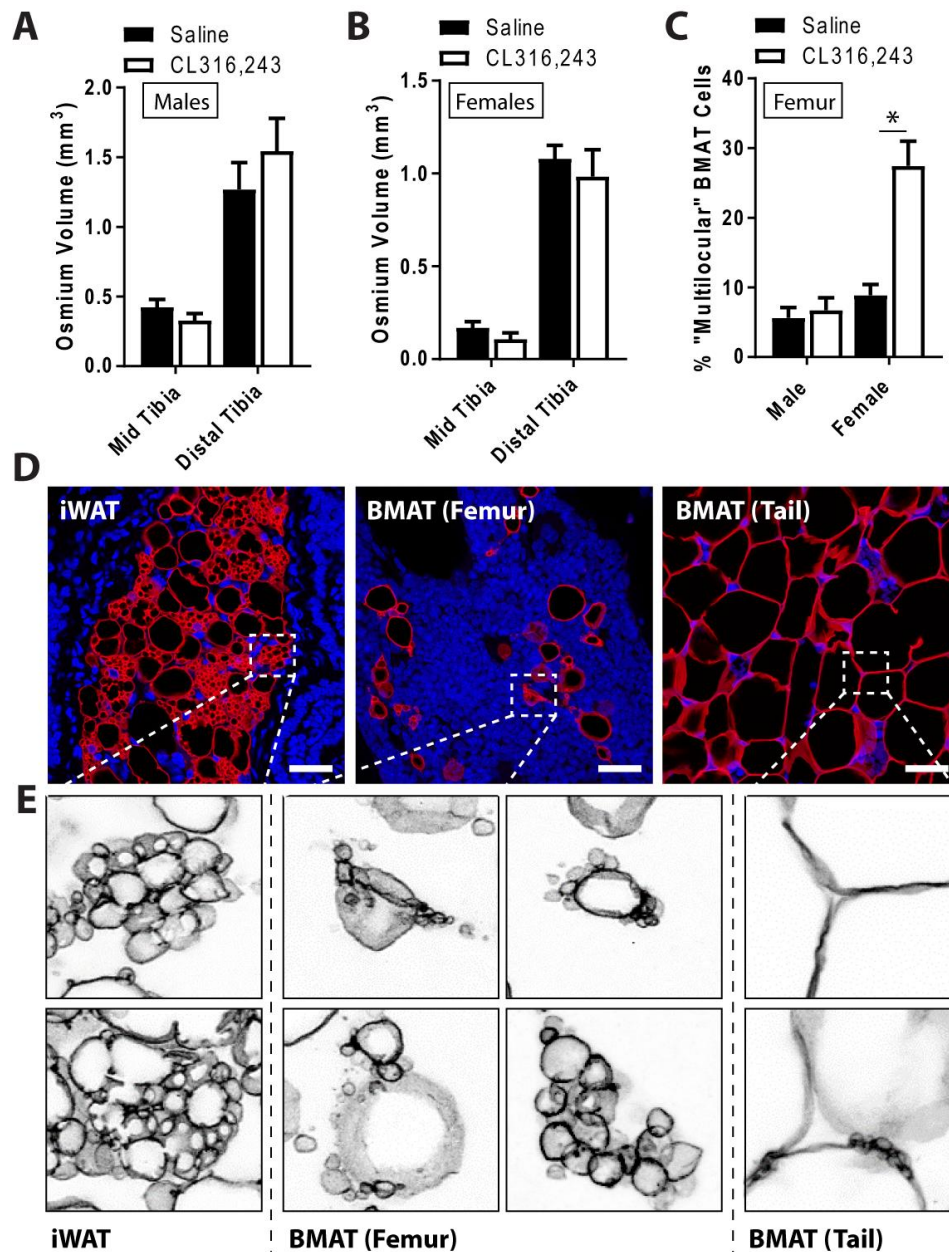 A
Saline
CL316,243
Males
Osmium Volume (mm³)
2.0
1.5
1.0
0.5
0.0
Mid Tibia
Distal Tibia
B
Saline
CL316,243
Females
Osmium Volume (mm³)
1.5
1.0
0.5
0.0
Mid Tibia
Distal Tibia
C
Saline
CL316,243
Femur
*
% "Multilocular" BMAT Cells
40
30
20
10
0
Male
Female
D
iWAT
BMAT (Femur)
BMAT (Tail)
E
iWAT
BMAT (Femur)
BMAT (Tail)